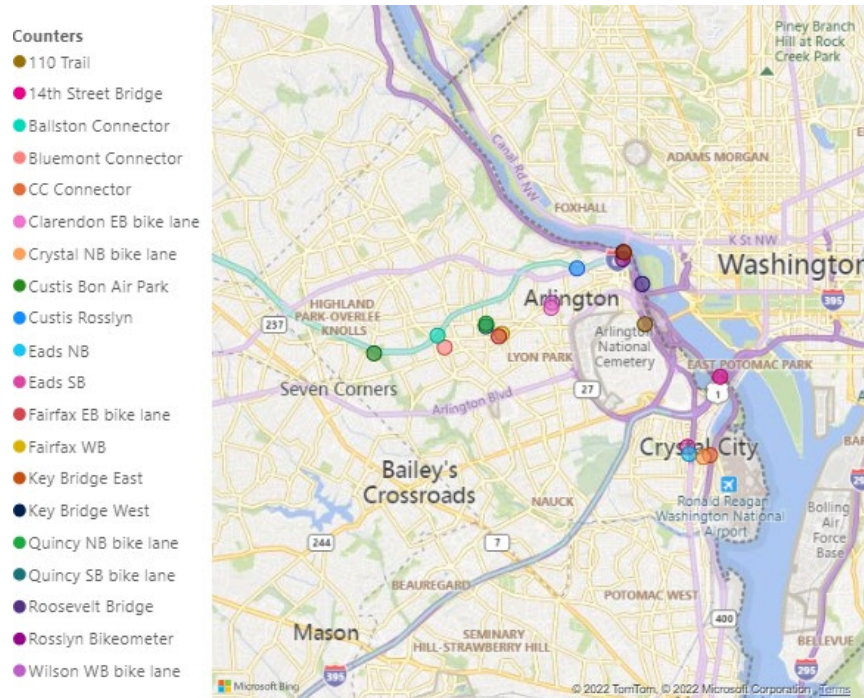 Counters
110 Trail
14th Street Bridge
Ballston Connector
Bluemont Connector
CC Connector
Clarendon EB bike lane
Crystal NB bike lane
Custis Bon Air Park
Custis Rosslyn
Eads NB
Eads SB
Fairfax EB bike lane
Fairfax WB
Key Bridge East
Key Bridge West
Quincy NB bike lane
Quincy SB bike lane
Roosevelt Bridge
Rosslyn Bikeometer
Wilson WB bike lane
Piney Branch
Hill at Rock
Creek Park
Canal Rd NW
ADAMS MORGAN
FOXHALL
K St NW
Washington
395
HIGHLAND
PARK-OVERLEE
KNOLLS
237
Arlington
LYON PARK
Arlington
National
Cemetery
EAST POTOMAC PARK
Seven Corners
27
1
Arlington Blvd
Crystal City
Bailey's
Crossroads
NAUCK
Ronald Reagan
Washington National
Airport
Bolling
Air
Force
Base
244
7
BEAUREGARD
POTOMAC WEST
400
Mason
SEMINARY
HILL-STRAWBERRY HILL
BELLEVUE
395
295
Microsoft Bing
© 2022 TomTom, © 2022 Microsoft Corporation Terms